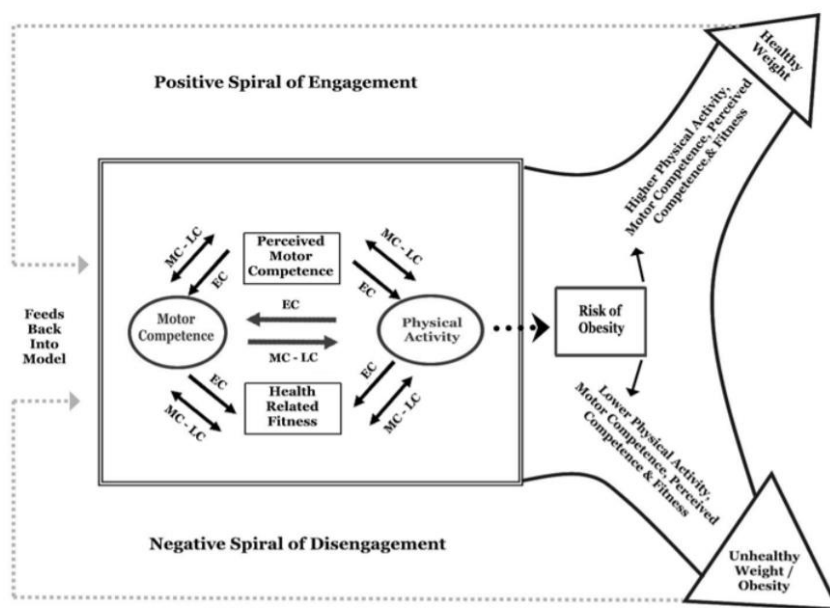 Positive Spiral of Engagement
Healthy
Weight
Higher Physical Activity,
Motor Competence, Perceived
Competence,& Fitness
MC - LC
EC
Perceived
Motor
Competence
MC - LC
EC
Feeds
Back
Into
Model
Motor
Competence
EC
MC - LC
Physical
Activity
Risk of
Obesity
EC
MC - LC
Health
Related
Fitness
EC
MC - LC
Lower Physical Activity,
Motor Competence, Perceived
Competence & Fitness
Negative Spiral of Disengagement
Unhealthy
Weight /
Obesity